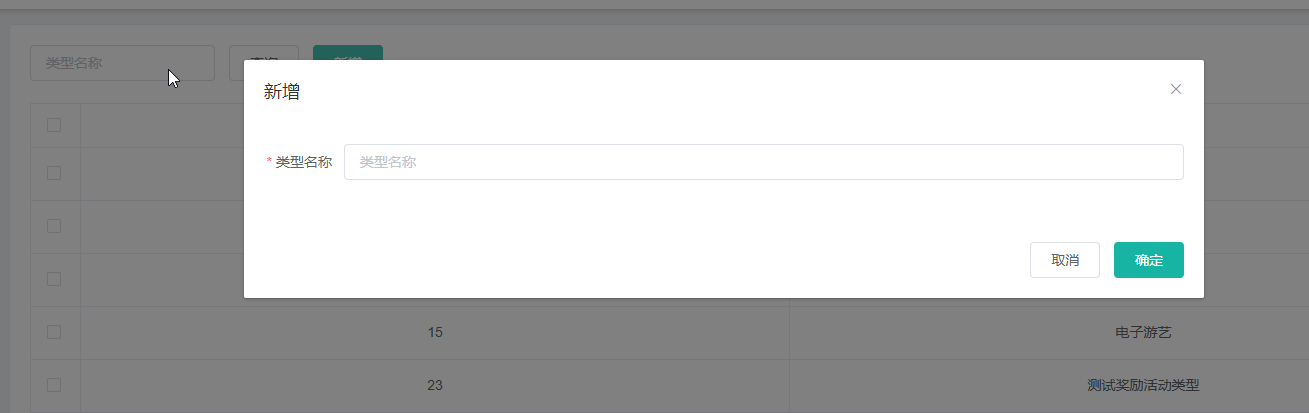 类型名称
新增
* 类型名称 类型名称
取消 确定
15 电子游艺
23 测试奖励活动类型